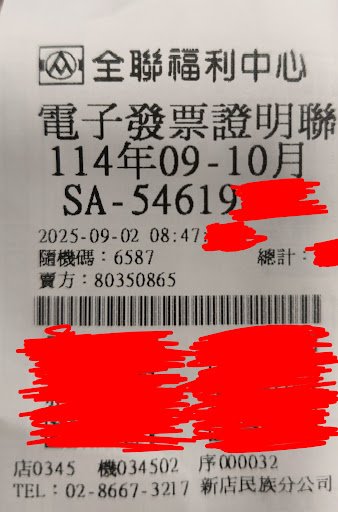 全聯福利中心
電子發票證明聯
114年09-10月
SA-54619
2025-09-02 08:47:
隨機碼:6587 總計:
賣方:80350865
店0345 機034502 序000032
TEL:02-8667-3217 新店民族分公司